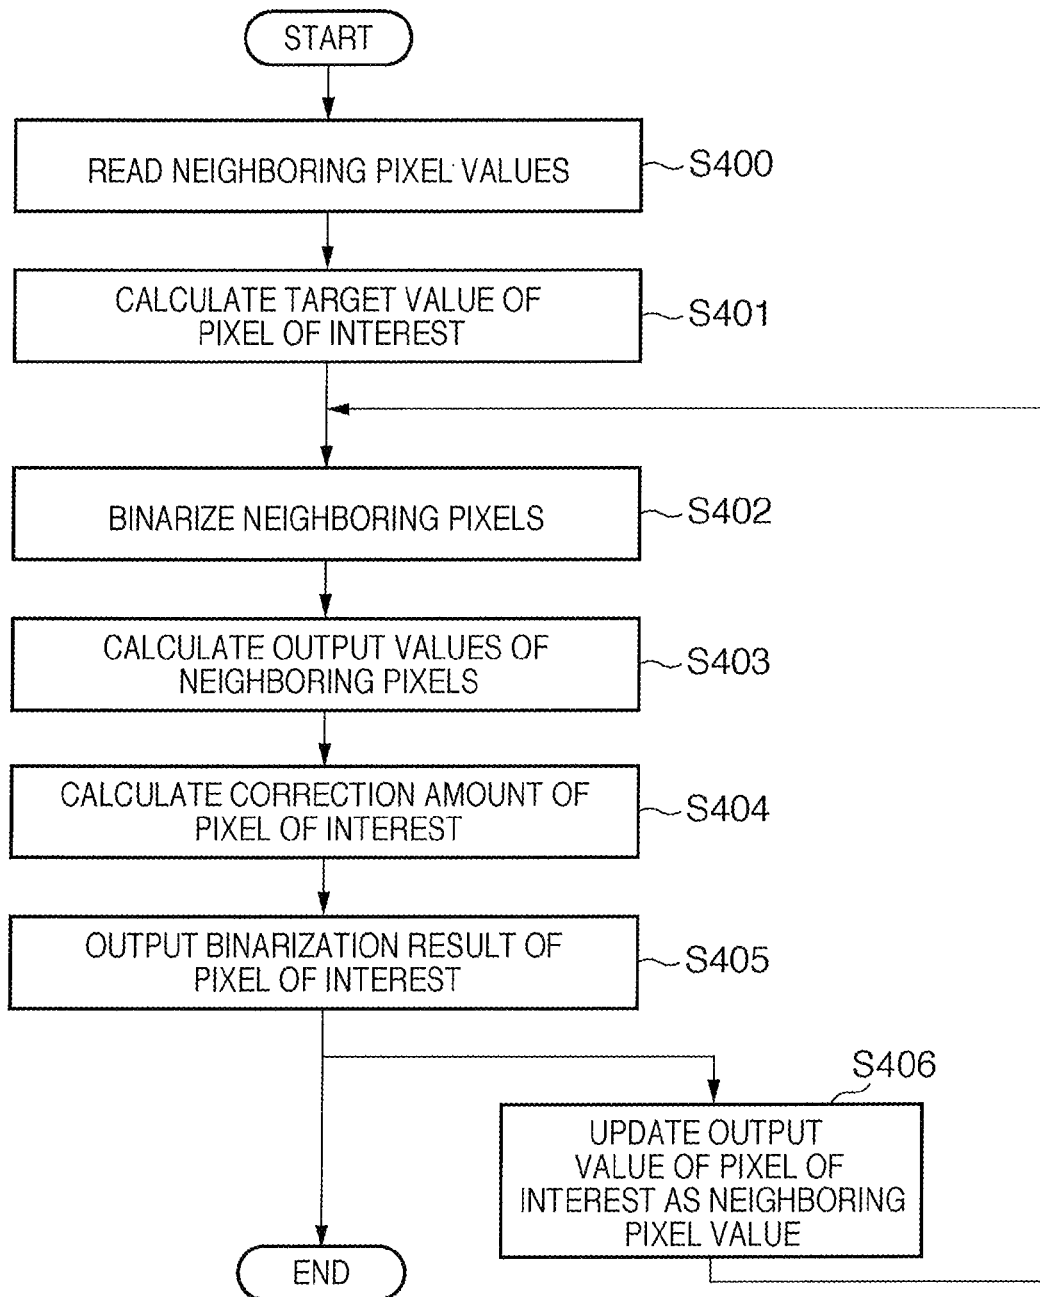 START
READ NEIGHBORING PIXEL VALUES
S400
CALCULATE TARGET VALUE OF
PIXEL OF INTEREST
S401
BINARIZE NEIGHBORING PIXELS
S402
CALCULATE OUTPUT VALUES OF
NEIGHBORING PIXELS
S403
CALCULATE CORRECTION AMOUNT OF
PIXEL OF INTEREST
S404
OUTPUT BINARIZATION RESULT OF
PIXEL OF INTEREST
S405
S406
UPDATE OUTPUT
VALUE OF PIXEL OF
INTEREST AS NEIGHBORING
PIXEL VALUE
END